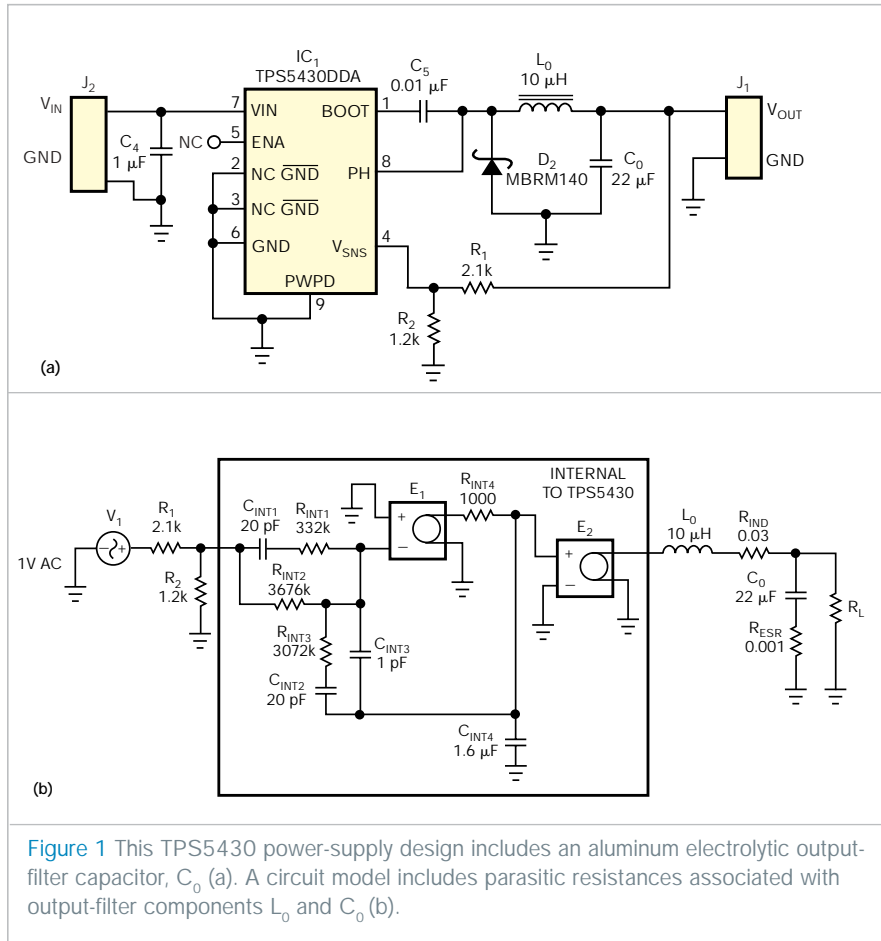 IC1
TPS5430DDA
J2
VIN
GND
C4
1 µF
NC
7 VIN
5 ENA
2 NC GND
3 NC GND
6 GND
PWPD
9
BOOT 1
PH 8
VSNS 4
C5
0.01 µF
L0
10 µH
D2
MBRM140
C0
22 µF
J1
VOUT
GND
R1
2.1k
R2
1.2k
(a)
INTERNAL
TO TPS5430
V1
1V AC
− +
R1
2.1k
R2
1.2k
CINT1
20 pF
RINT1
332k
RINT2
3676k
RINT3
3072k
CINT2
20 pF
CINT3
1 pF
E1
+
−
RINT4
1000
CINT4
1.6 µF
E2
+
−
L0
10 µH
RIND
0.03
C0
22 µF
RESR
0.001
RL
(b)
Figure 1 This TPS5430 power-supply design includes an aluminum electrolytic output-
filter capacitor, C0 (a). A circuit model includes parasitic resistances associated with
output-filter components L0 and C0 (b).